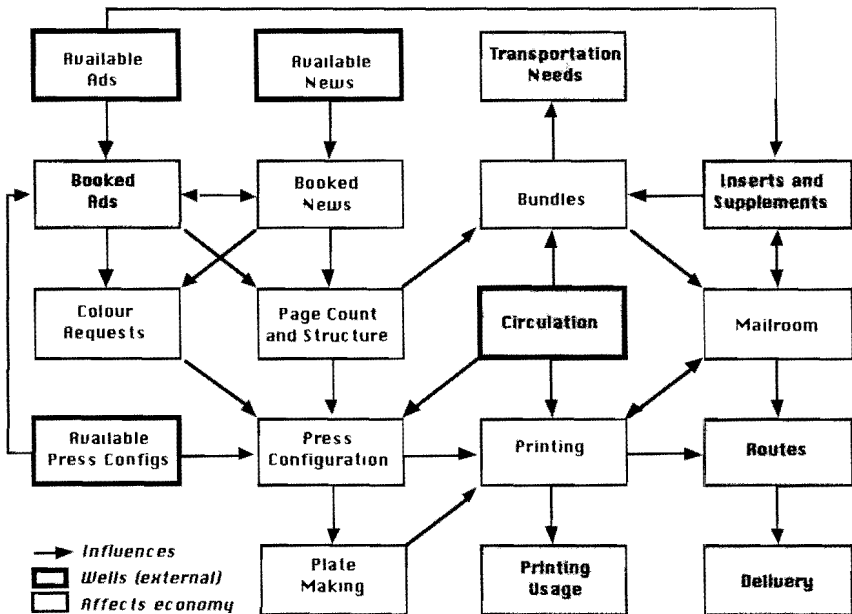 Available
Ads
Available
News
Transportation
Needs
Booked
Ads
Booked
News
Bundles
Inserts and
Supplements
Colour
Requests
Page Count
and Structure
Circulation
Mailroom
Available
Press Configs
Press
Configuration
Printing
Routes
Plate
Making
Printing
Usage
Delivery
Influences
Wells (external)
Affects economy